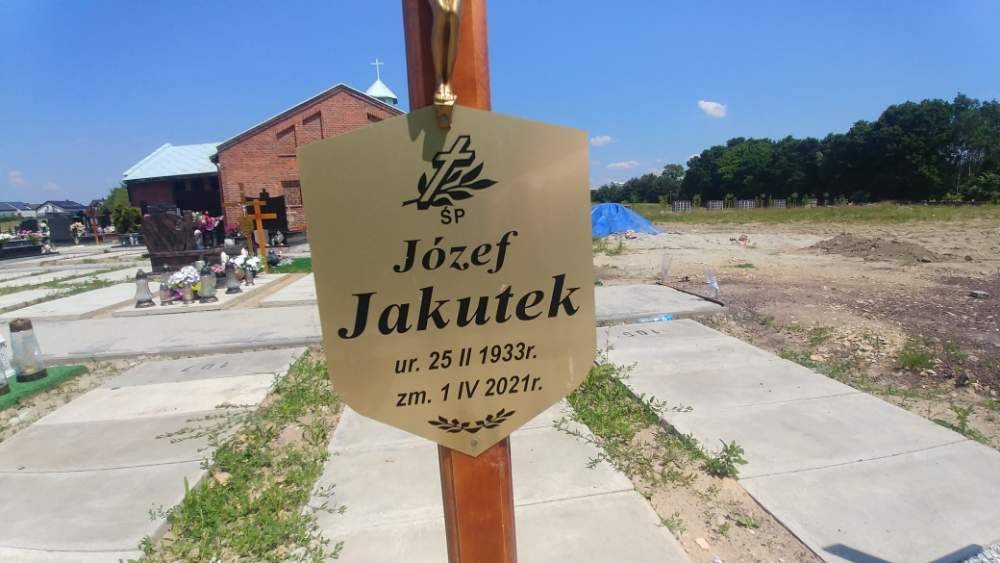 ŚP
Józef
Jakutek
ur. 25 II 1933r.
zm. 1 IV 2021r.